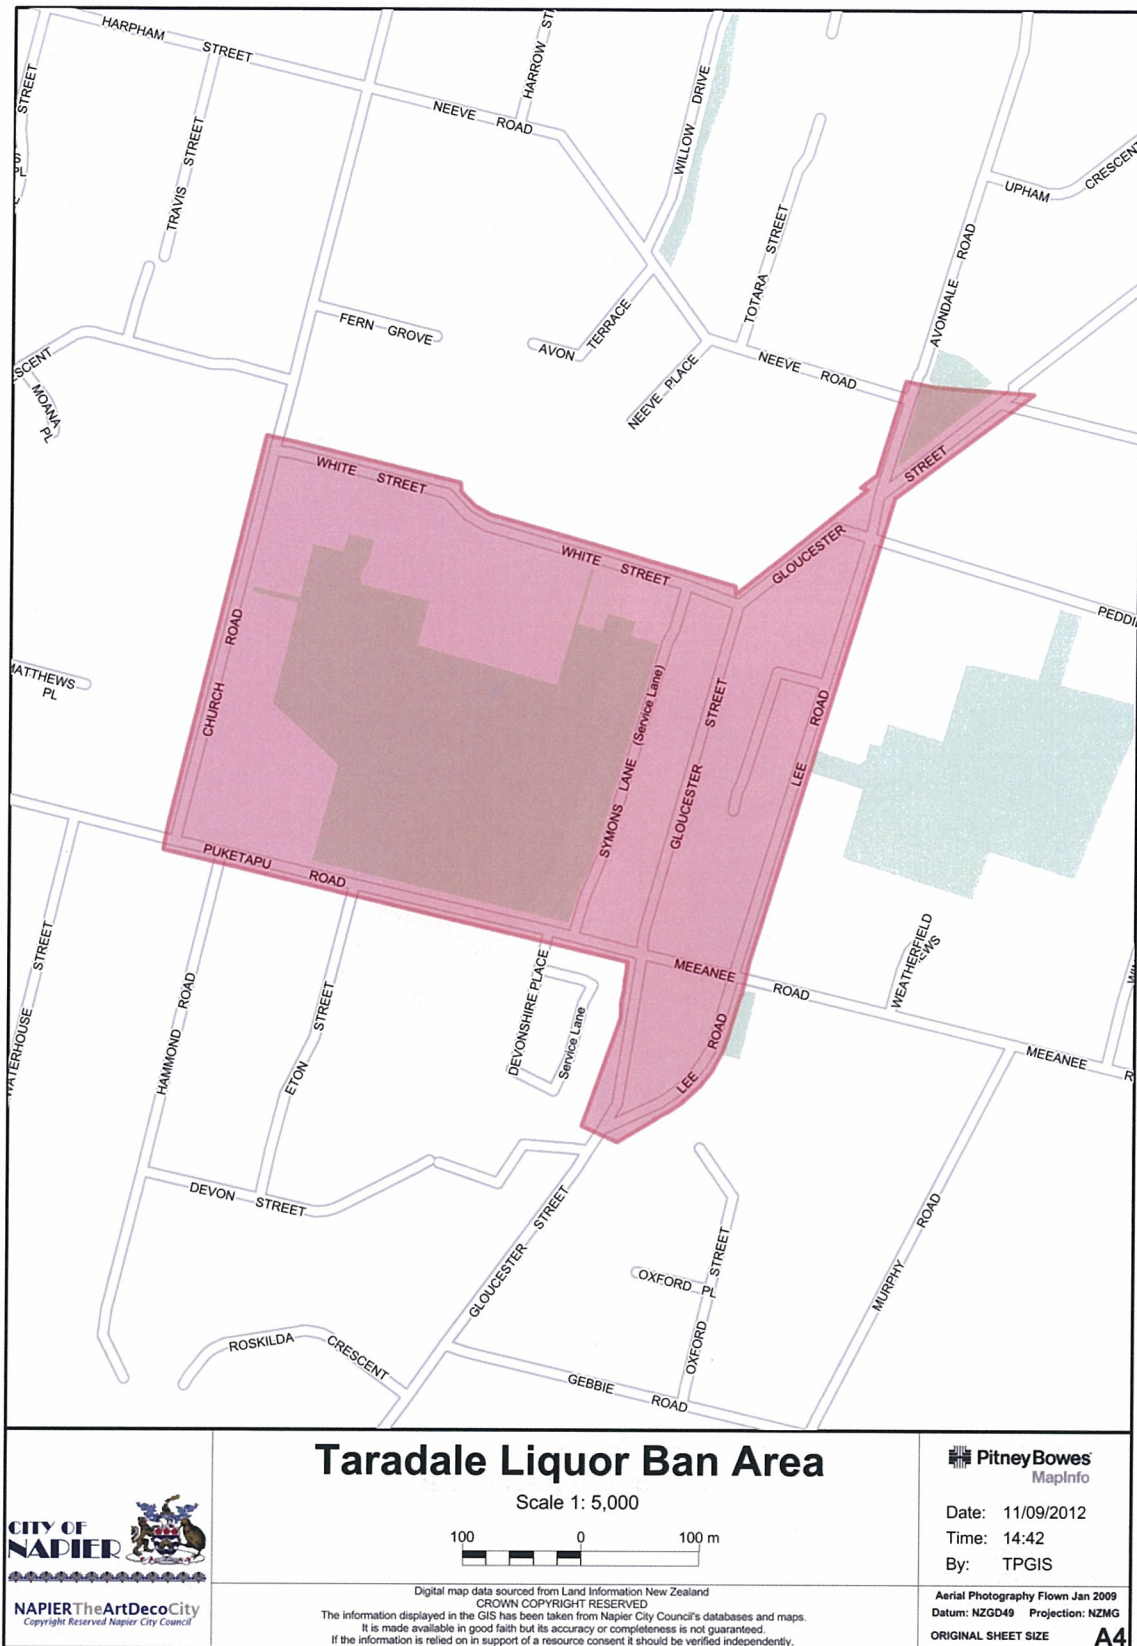 HARPHAM STREET
STREET
HARROW ST
NEEVE ROAD
WILLOW DRIVE
TRAVIS STREET
PL
UPHAM CRESCENT
TOTARA STREET
AVONDALE ROAD
FERN GROVE
AVON TERRACE
NEEVE PLACE
NEEVE ROAD
SCENT
MOANA PL
WHITE STREET
WHITE STREET
GLOUCESTER STREET
PEDDI
CHURCH ROAD
MATTHEWS PL
SYMONS LANE (Service Lane)
GLOUCESTER STREET
LEE ROAD
PUKETAPU ROAD
MEEANEE ROAD
WEATHERFIELD
EWS
WATERHOUSE STREET
HAMMOND ROAD
ETON STREET
DEVONSHIRE PLACE
Service Lane
LEE ROAD
MEEANEE R
DEVON STREET
GLOUCESTER STREET
OXFORD PL
OXFORD STREET
MURPHY ROAD
ROSKILDA CRESCENT
GEBBIE ROAD
Taradale Liquor Ban Area
Scale 1: 5,000
100 0 100 m
CITY OF
NAPIER
NAPIERTheArtDecoCity
Copyright Reserved Napier City Council
Digital map data sourced from Land Information New Zealand
CROWN COPYRIGHT RESERVED
The information displayed in the GIS has been taken from Napier City Council's databases and maps.
It is made available in good faith but its accuracy or completeness is not guaranteed.
If the information is relied on in support of a resource consent it should be verified independently.
PitneyBowes
MapInfo
Date: 11/09/2012
Time: 14:42
By: TPGIS
Aerial Photography Flown Jan 2009
Datum: NZGD49 Projection: NZMG
ORIGINAL SHEET SIZE A4